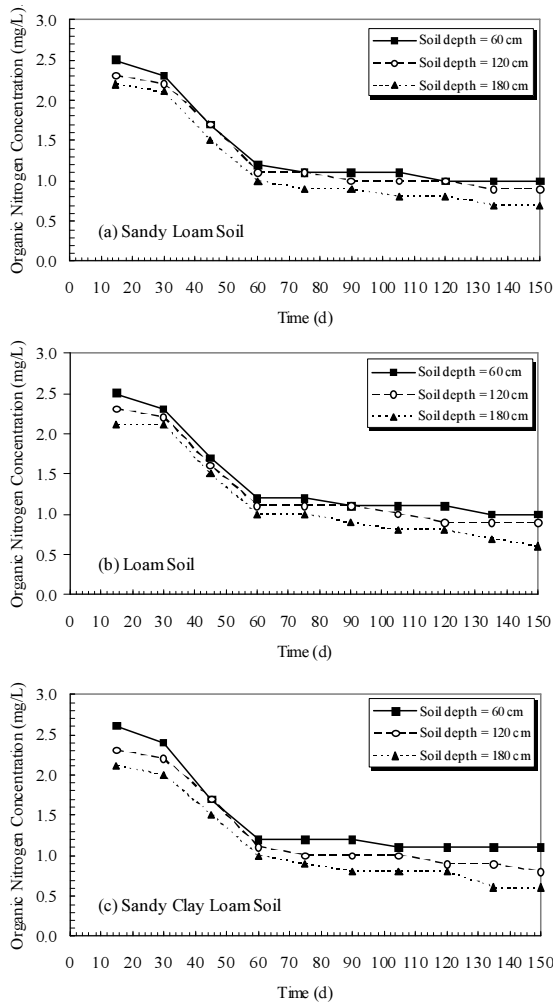 Organic Nitrogen Concentration (mg/L).
3.0
2.5
2.0
1.5
1.0
0.5
0.0
Soil depth = 60 cm
Soil depth = 120 cm
Soil depth = 180 cm
(a) Sandy Loam Soil
0 10 20 30 40 50 60 70 80 90 100 110 120 130 140 150
Time (d)
Organic Nitrogen Concentration (mg/L)
3.0
2.5
2.0
1.5
1.0
0.5
0.0
Soil depth = 60 cm
Soil depth = 120 cm
Soil depth = 180 cm
(b) Loam Soil
0 10 20 30 40 50 60 70 80 90 100 110 120 130 140 150
Time (d)
Organic Nitrogen Concentration (mg/L)
3.0
2.5
2.0
1.5
1.0
0.5
0.0
Soil depth = 60 cm
Soil depth = 120 cm
Soil depth = 180 cm
(c) Sandy Clay Loam Soil
0 10 20 30 40 50 60 70 80 90 100 110 120 130 140 150
Time (d)